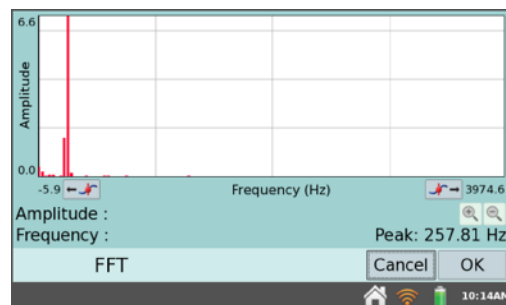 6.6
Amplitude
0.0
-5.9
Frequency (Hz)
3974.6
Amplitude :
Frequency :
Peak: 257.81 Hz
FFT
Cancel
OK
10:14AM